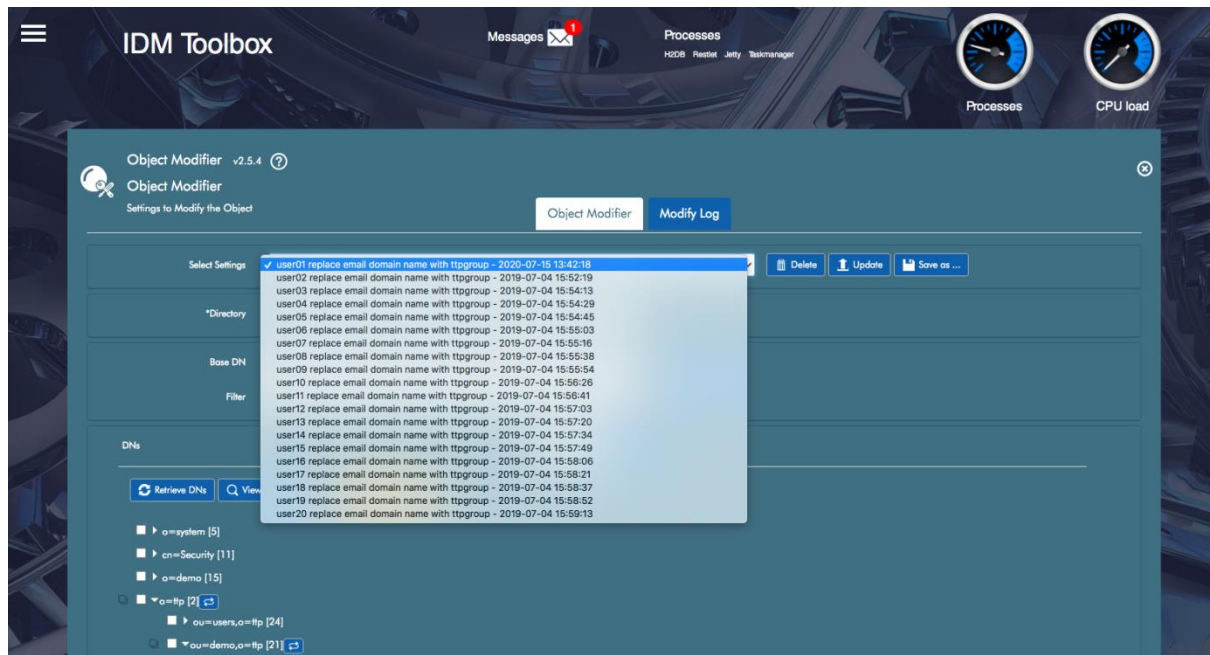 IDM Toolbox
Messages 1
Processes
H2DB Restlet Jetty Taskmanager
Processes
CPU load
Object Modifier v2.5.4 ?
Object Modifier
Settings to Modify the Object
Object Modifier Modify Log
Select Settings
✓ user01 replace email domain name with ttpgroup - 2020-07-15 13:42:18
Delete Update Save as ...
user02 replace email domain name with ttpgroup - 2019-07-04 15:52:19
user03 replace email domain name with ttpgroup - 2019-07-04 15:54:13
user04 replace email domain name with ttpgroup - 2019-07-04 15:54:29
user05 replace email domain name with ttpgroup - 2019-07-04 15:54:45
user06 replace email domain name with ttpgroup - 2019-07-04 15:55:03
user07 replace email domain name with ttpgroup - 2019-07-04 15:55:16
user08 replace email domain name with ttpgroup - 2019-07-04 15:55:38
user09 replace email domain name with ttpgroup - 2019-07-04 15:55:54
user10 replace email domain name with ttpgroup - 2019-07-04 15:56:26
user11 replace email domain name with ttpgroup - 2019-07-04 15:56:41
user12 replace email domain name with ttpgroup - 2019-07-04 15:57:03
user13 replace email domain name with ttpgroup - 2019-07-04 15:57:20
user14 replace email domain name with ttpgroup - 2019-07-04 15:57:34
user15 replace email domain name with ttpgroup - 2019-07-04 15:57:49
user16 replace email domain name with ttpgroup - 2019-07-04 15:58:06
user17 replace email domain name with ttpgroup - 2019-07-04 15:58:21
user18 replace email domain name with ttpgroup - 2019-07-04 15:58:37
user19 replace email domain name with ttpgroup - 2019-07-04 15:58:52
user20 replace email domain name with ttpgroup - 2019-07-04 15:59:13
*Directory
Base DN
Filter
DNs
Retrieve DNs View
o=system [5]
cn=Security [11]
o=demo [15]
o=ttp [2]
ou=users,o=ttp [24]
ou=demo,o=ttp [21]